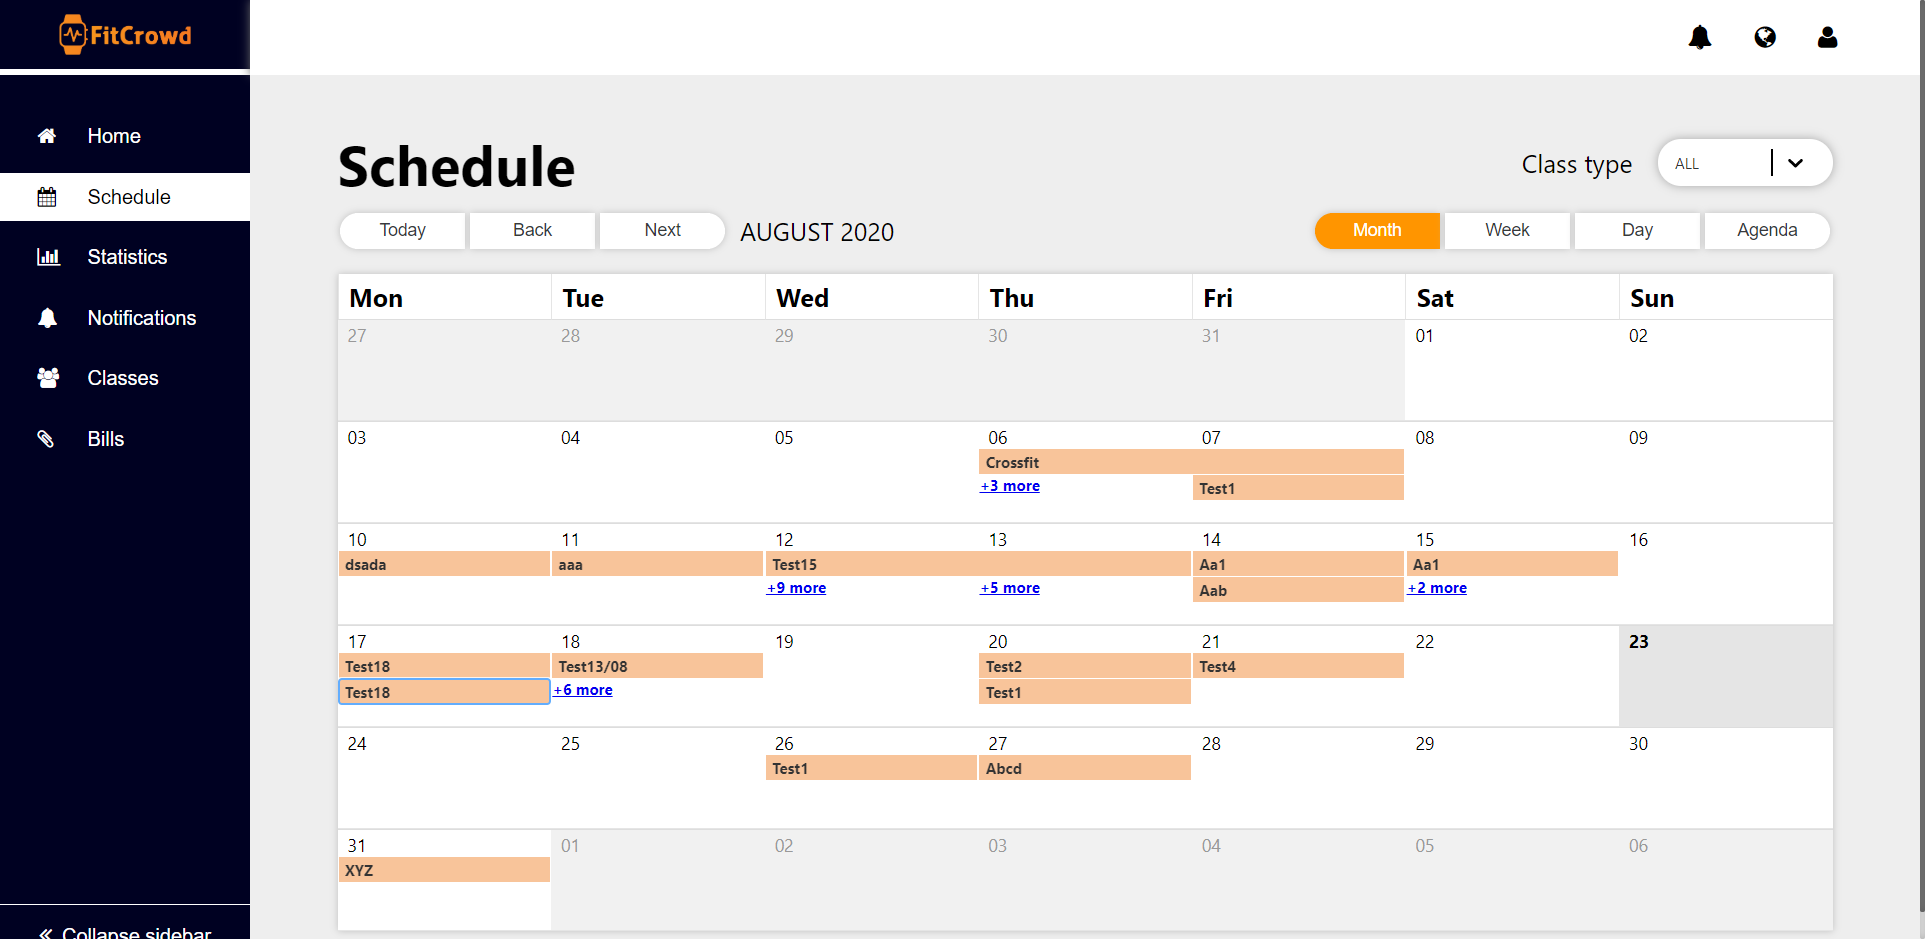 FitCrowd
Home
Schedule
Statistics
Notifications
Classes
Bills
Collapse sidebar
Schedule
Class type
ALL
Today Back Next AUGUST 2020 Month Week Day Agenda
Mon Tue Wed Thu Fri Sat Sun
27 28 29 30 31 01 02
03 04 05 06 07 08 09
Crossfit
+3 more Test1
10 11 12 13 14 15 16
dsada aaa Test15 Aa1 Aa1
+9 more +5 more Aab +2 more
17 18 19 20 21 22 23
Test18 Test13/08 Test2 Test4
Test18 +6 more Test1
24 25 26 27 28 29 30
Test1 Abcd
31 01 02 03 04 05 06
XYZ